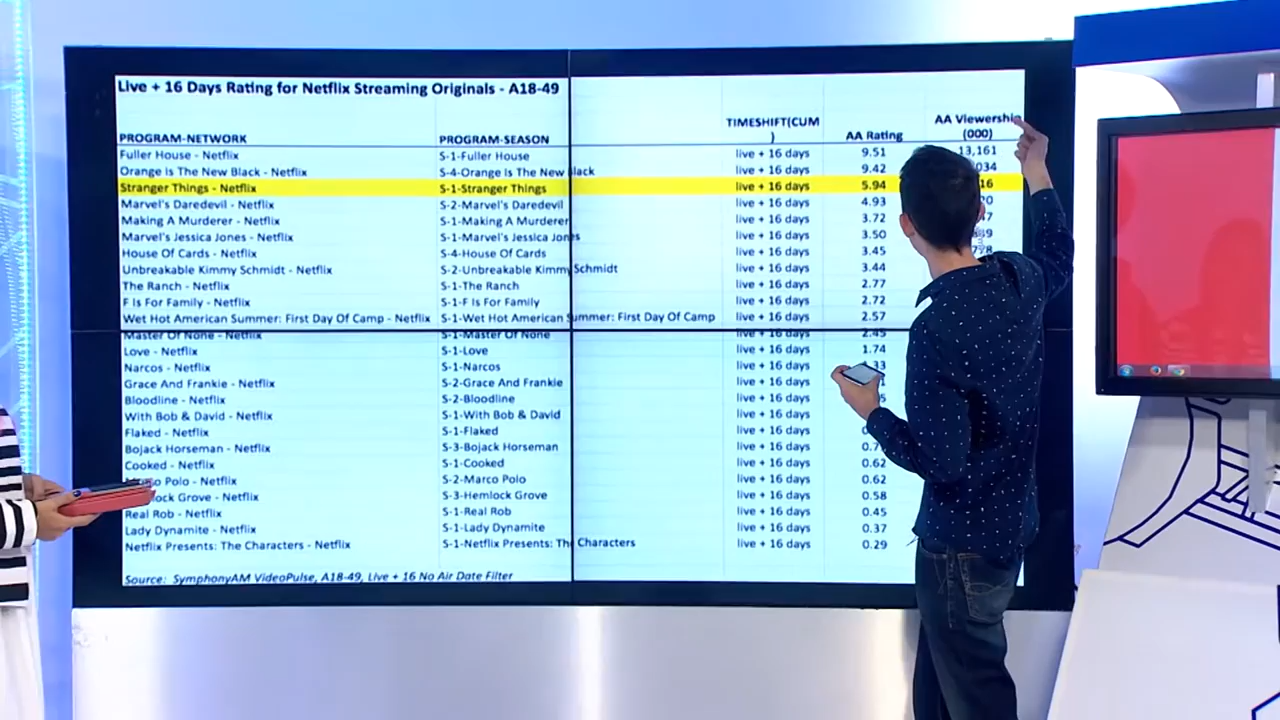 Live + 16 Days Rating for Netflix Streaming Originals - A18-49
PROGRAM-NETWORK PROGRAM-SEASON TIMESHIFT(CUM) AA Rating AA Viewership (000)
Fuller House - Netflix S-1-Fuller House live + 16 days 9.51 13,161
Orange Is The New Black - Netflix S-4-Orange Is The New Black live + 16 days 9.42
Stranger Things - Netflix S-1-Stranger Things live + 16 days 5.94
Marvel's Daredevil - Netflix S-2-Marvel's Daredevil live + 16 days 4.93
Making A Murderer - Netflix S-1-Making A Murderer live + 16 days 3.72
Marvel's Jessica Jones - Netflix S-1-Marvel's Jessica Jones live + 16 days 3.50
House Of Cards - Netflix S-4-House Of Cards live + 16 days 3.45
Unbreakable Kimmy Schmidt - Netflix S-2-Unbreakable Kimmy Schmidt live + 16 days 3.44
The Ranch - Netflix S-1-The Ranch live + 16 days 2.77
F Is For Family - Netflix S-1-F Is For Family live + 16 days 2.72
Wet Hot American Summer: First Day Of Camp - Netflix S-1-Wet Hot American Summer: First Day Of Camp live + 16 days 2.57
Master Of None - Netflix S-1-Master Of None live + 16 days 2.45
Love - Netflix S-1-Love live + 16 days 1.74
Narcos - Netflix S-1-Narcos live + 16 days
Grace And Frankie - Netflix S-2-Grace And Frankie live + 16 days
Bloodline - Netflix S-2-Bloodline live + 16 days
With Bob & David - Netflix S-1-With Bob & David live + 16 days
Flaked - Netflix S-1-Flaked live + 16 days
Bojack Horseman - Netflix S-3-Bojack Horseman live + 16 days
Cooked - Netflix S-1-Cooked live + 16 days 0.62
Marco Polo - Netflix S-2-Marco Polo live + 16 days 0.62
Hemlock Grove - Netflix S-3-Hemlock Grove live + 16 days 0.58
Real Rob - Netflix S-1-Real Rob live + 16 days 0.45
Lady Dynamite - Netflix S-1-Lady Dynamite live + 16 days 0.37
Netflix Presents: The Characters - Netflix S-1-Netflix Presents: The Characters live + 16 days 0.29
Source: SymphonyAM VideoPulse, A18-49, Live + 16 No Air Date Filter